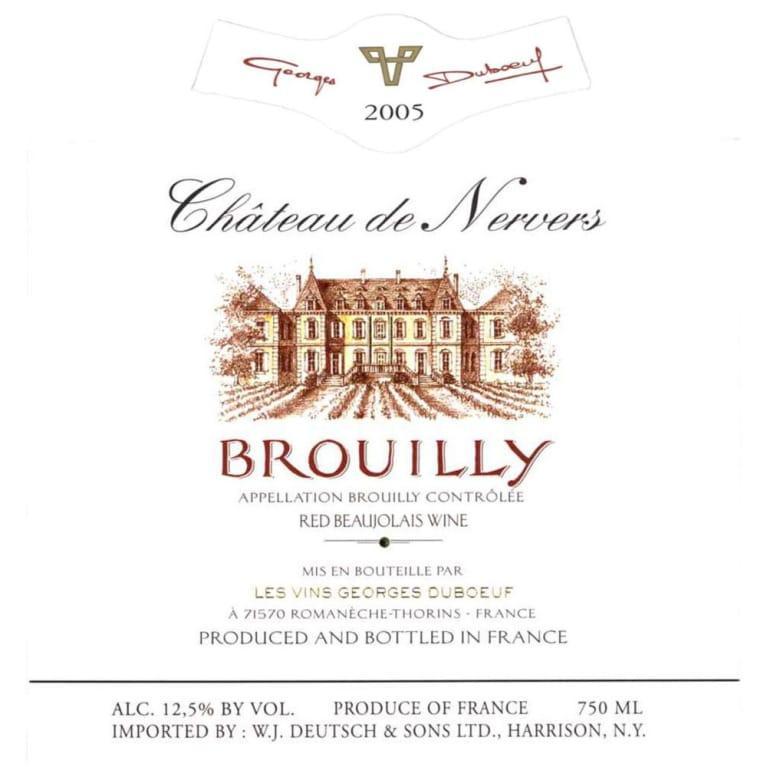 Georges Duboeuf
2005
Château de Nervers
BROUILLY
APPELLATION BROUILLY CONTRÔLÉE
RED BEAUJOLAIS WINE
MIS EN BOUTEILLE PAR
LES VINS GEORGES DUBOEUF
À 71570 ROMANÈCHE-THORINS - FRANCE
PRODUCED AND BOTTLED IN FRANCE
ALC. 12,5% BY VOL. PRODUCE OF FRANCE 750 ML
IMPORTED BY : W.J. DEUTSCH & SONS LTD., HARRISON, N.Y.